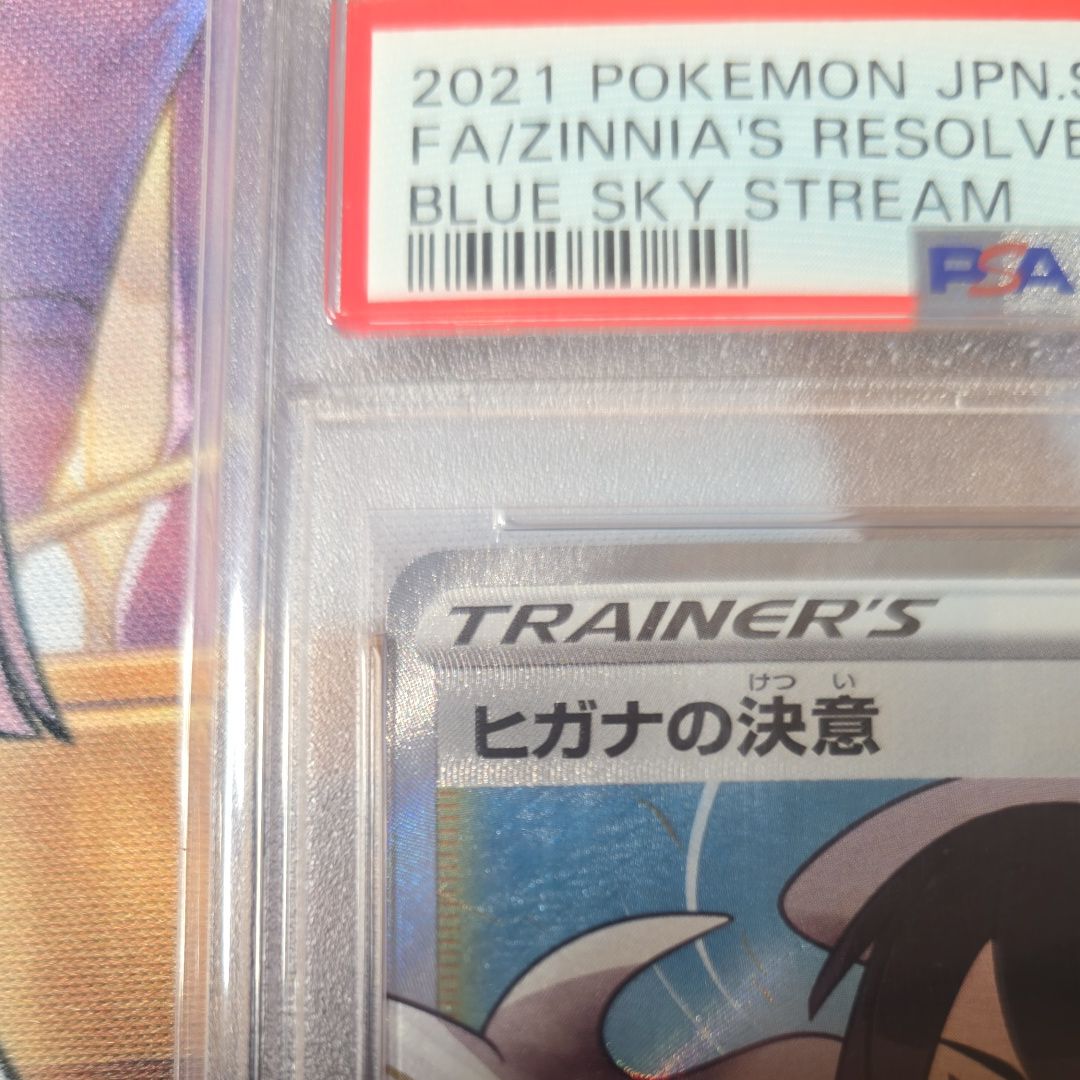 2021 POKEMON JPN.S
FA/ZINNIA'S RESOLVE
BLUE SKY STREAM
PSA
TRAINER'S
けつ い
ヒガナの決意